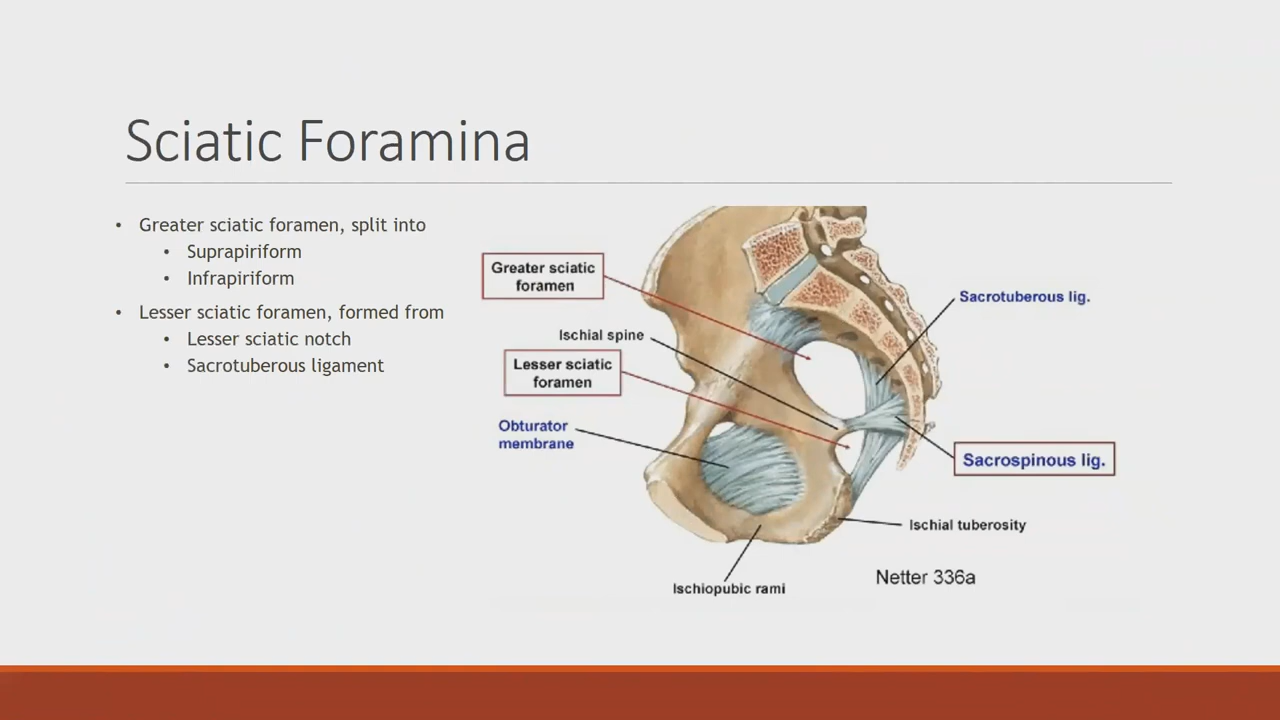 Sciatic Foramina
• Greater sciatic foramen, split into
• Suprapiriform
• Infrapiriform
• Lesser sciatic foramen, formed from
• Lesser sciatic notch
• Sacrotuberous ligament
Greater sciatic
foramen
Ischial spine
Lesser sciatic
foramen
Obturator
membrane
Sacrotuberous lig.
Sacrospinous lig.
Ischial tuberosity
Ischiopubic rami
Netter 336a